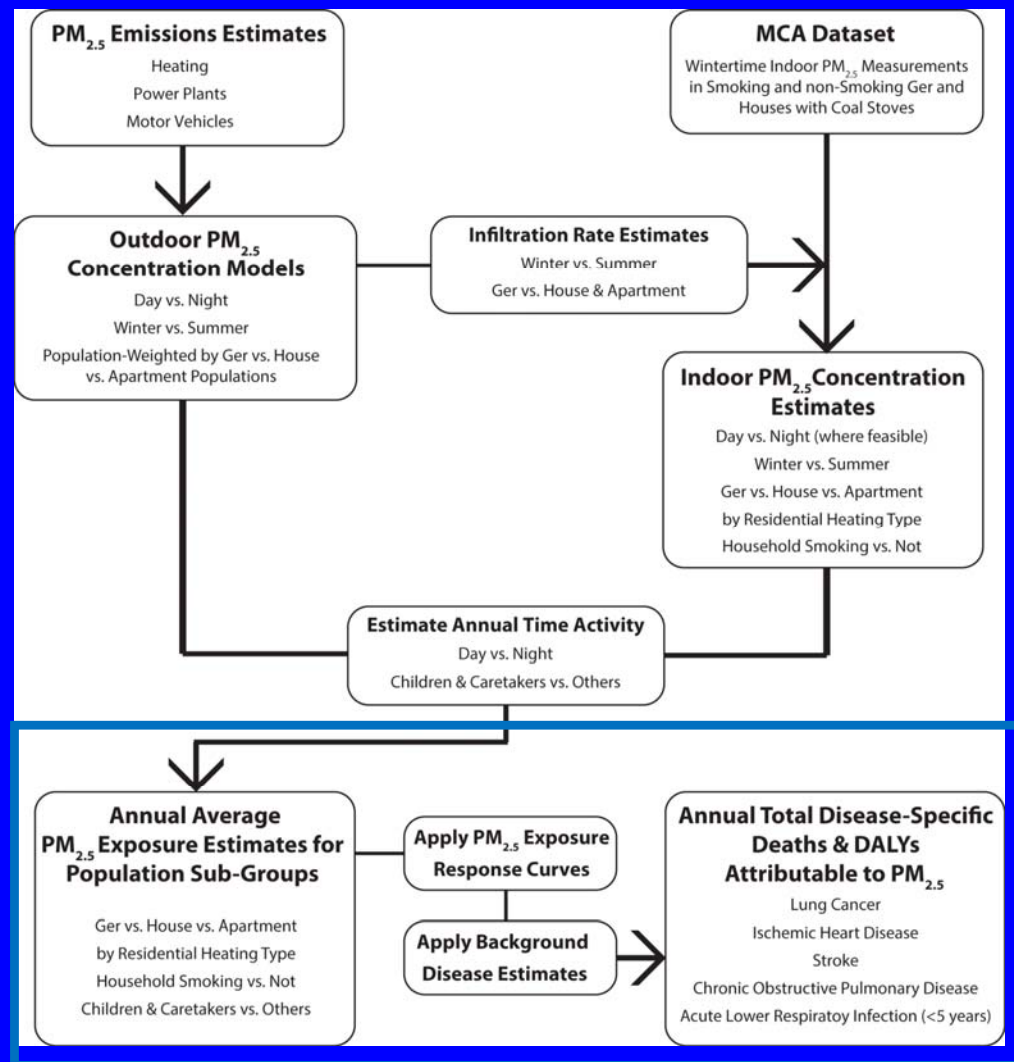 PM2.5 Emissions Estimates
Heating
Power Plants
Motor Vehicles
MCA Dataset
Wintertime Indoor PM2.5 Measurements
in Smoking and non-Smoking Ger and
Houses with Coal Stoves
Outdoor PM2.5
Concentration Models
Day vs. Night
Winter vs. Summer
Population-Weighted by Ger vs. House
vs. Apartment Populations
Infiltration Rate Estimates
Winter vs. Summer
Ger vs. House & Apartment
Indoor PM2.5 Concentration
Estimates
Day vs. Night (where feasible)
Winter vs. Summer
Ger vs. House vs. Apartment
by Residential Heating Type
Household Smoking vs. Not
Estimate Annual Time Activity
Day vs. Night
Children & Caretakers vs. Others
Annual Average
PM2.5 Exposure Estimates for
Population Sub-Groups
Ger vs. House vs. Apartment
by Residential Heating Type
Household Smoking vs. Not
Children & Caretakers vs. Others
Apply PM2.5 Exposure
Response Curves
Apply Background
Disease Estimates
Annual Total Disease-Specific
Deaths & DALYs
Attributable to PM2.5
Lung Cancer
Ischemic Heart Disease
Stroke
Chronic Obstructive Pulmonary Disease
Acute Lower Respiratoy Infection (<5 years)